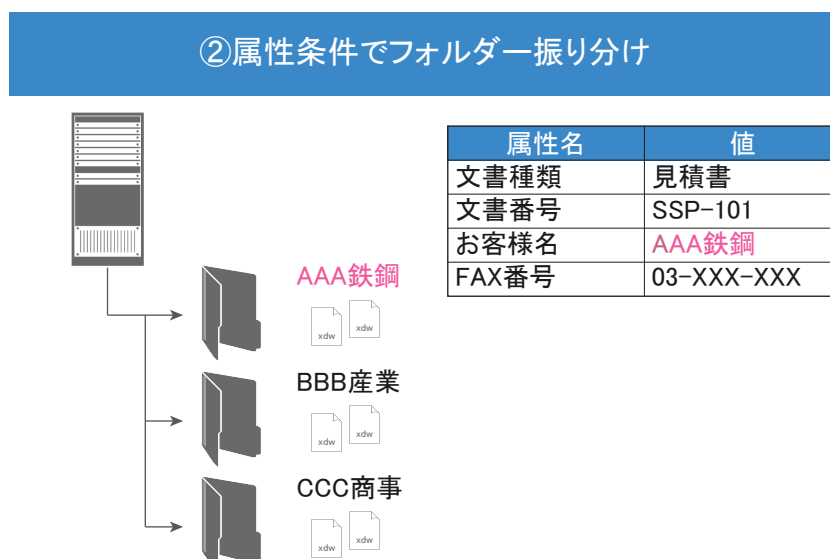 ②属性条件でフォルダー振り分け
属性名 値
文書種類 見積書
文書番号 SSP-101
お客様名 AAA鉄鋼
FAX番号 03-XXX-XXX
AAA鉄鋼
xdw xdw
BBB産業
xdw xdw
CCC商事
xdw xdw